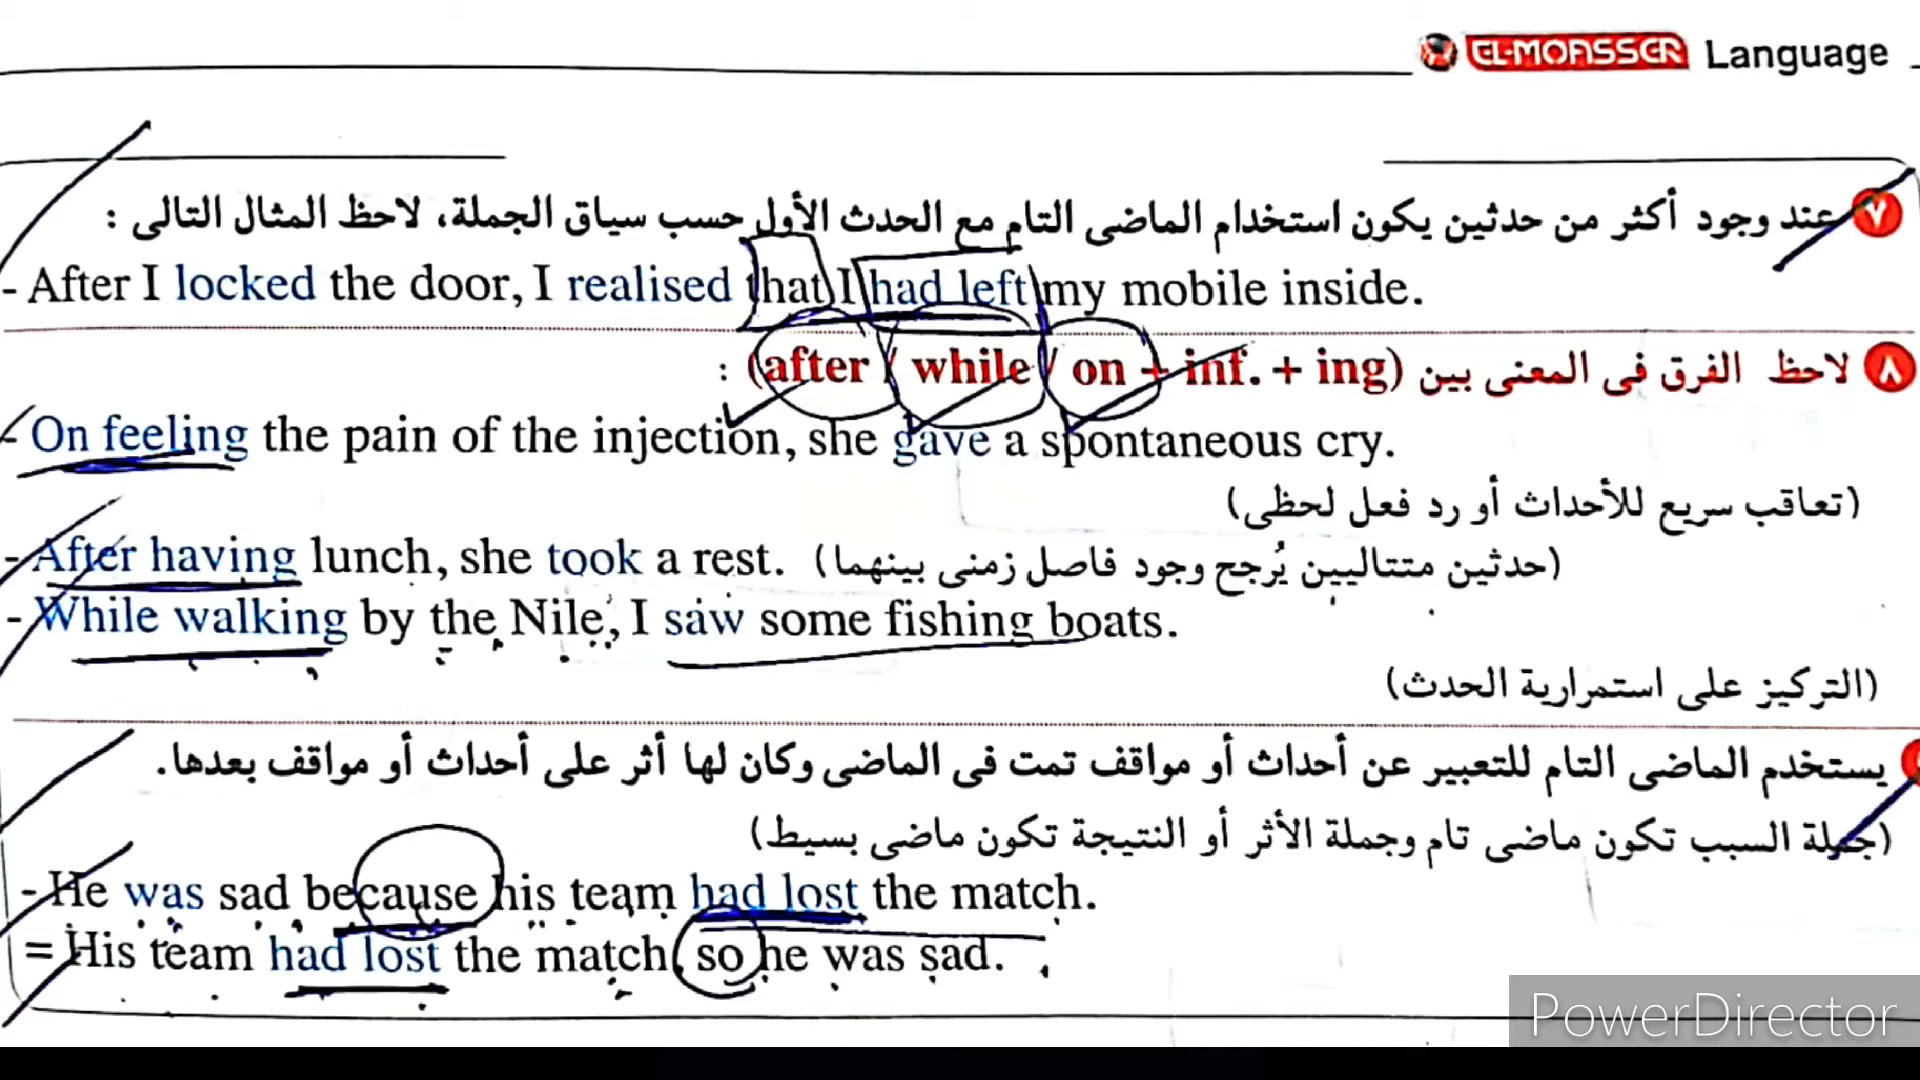 EL-MOASSER Language
٧ عند وجود أكثر من حدثين يكون استخدام الماضى التام مع الحدث الأول حسب سياق الجملة، لاحظ المثال التالى :
- After I locked the door, I realised that I had left my mobile inside.
٨ لاحظ الفرق فى المعنى بين (after / while / on + inf. + ing) :
- On feeling the pain of the injection, she gave a spontaneous cry.
(تعاقب سريع للأحداث أو رد فعل لحظى)
- After having lunch, she took a rest. (حدثين متتاليين يُرجح وجود فاصل زمنى بينهما)
- While walking by the Nile, I saw some fishing boats.
(التركيز على استمرارية الحدث)
يستخدم الماضى التام للتعبير عن أحداث أو مواقف تمت فى الماضى وكان لها أثر على أحداث أو مواقف بعدها.
(جملة السبب تكون ماضى تام وجملة الأثر أو النتيجة تكون ماضى بسيط)
- He was sad because his team had lost the match.
= His team had lost the match, so he was sad.
PowerDirector